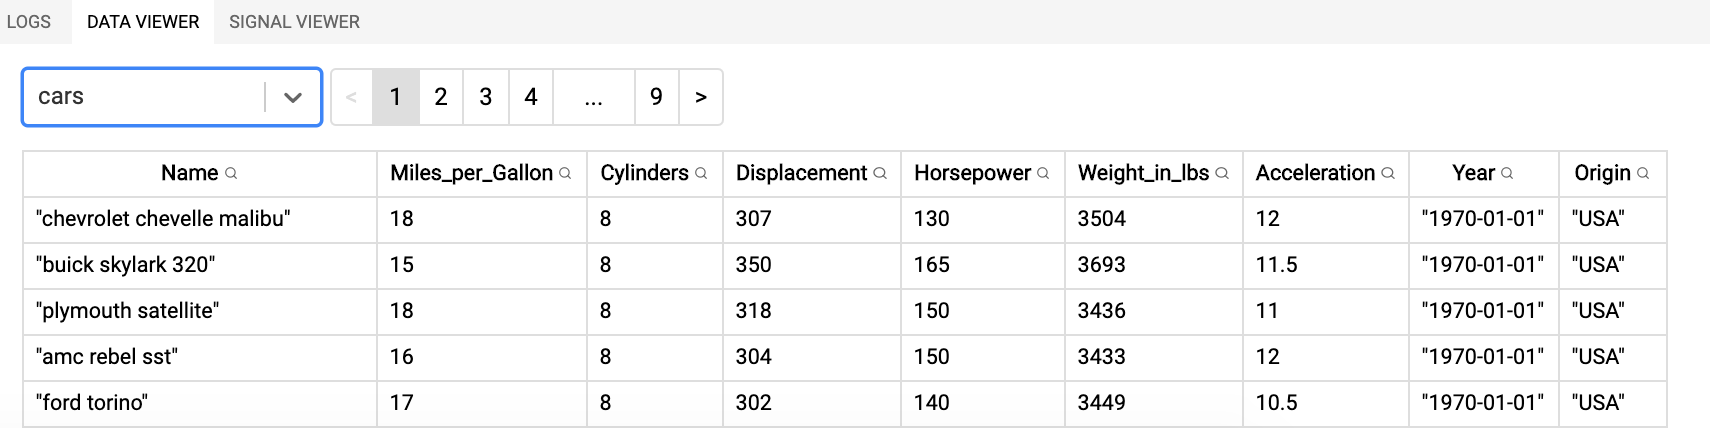 LOGS DATA VIEWER SIGNAL VIEWER
cars < 1 2 3 4 ... 9 >
Name Miles_per_Gallon Cylinders Displacement Horsepower Weight_in_lbs Acceleration Year Origin
"chevrolet chevelle malibu" 18 8 307 130 3504 12 "1970-01-01" "USA"
"buick skylark 320" 15 8 350 165 3693 11.5 "1970-01-01" "USA"
"plymouth satellite" 18 8 318 150 3436 11 "1970-01-01" "USA"
"amc rebel sst" 16 8 304 150 3433 12 "1970-01-01" "USA"
"ford torino" 17 8 302 140 3449 10.5 "1970-01-01" "USA"